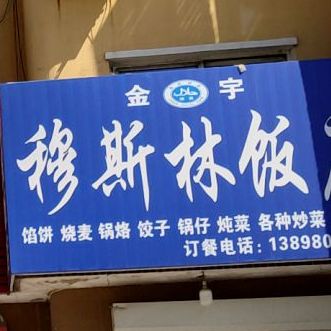 金宇
穆斯林饭
馅饼 烧麦 锅烙 饺子 锅仔 炖菜 各种炒菜
订餐电话：138980